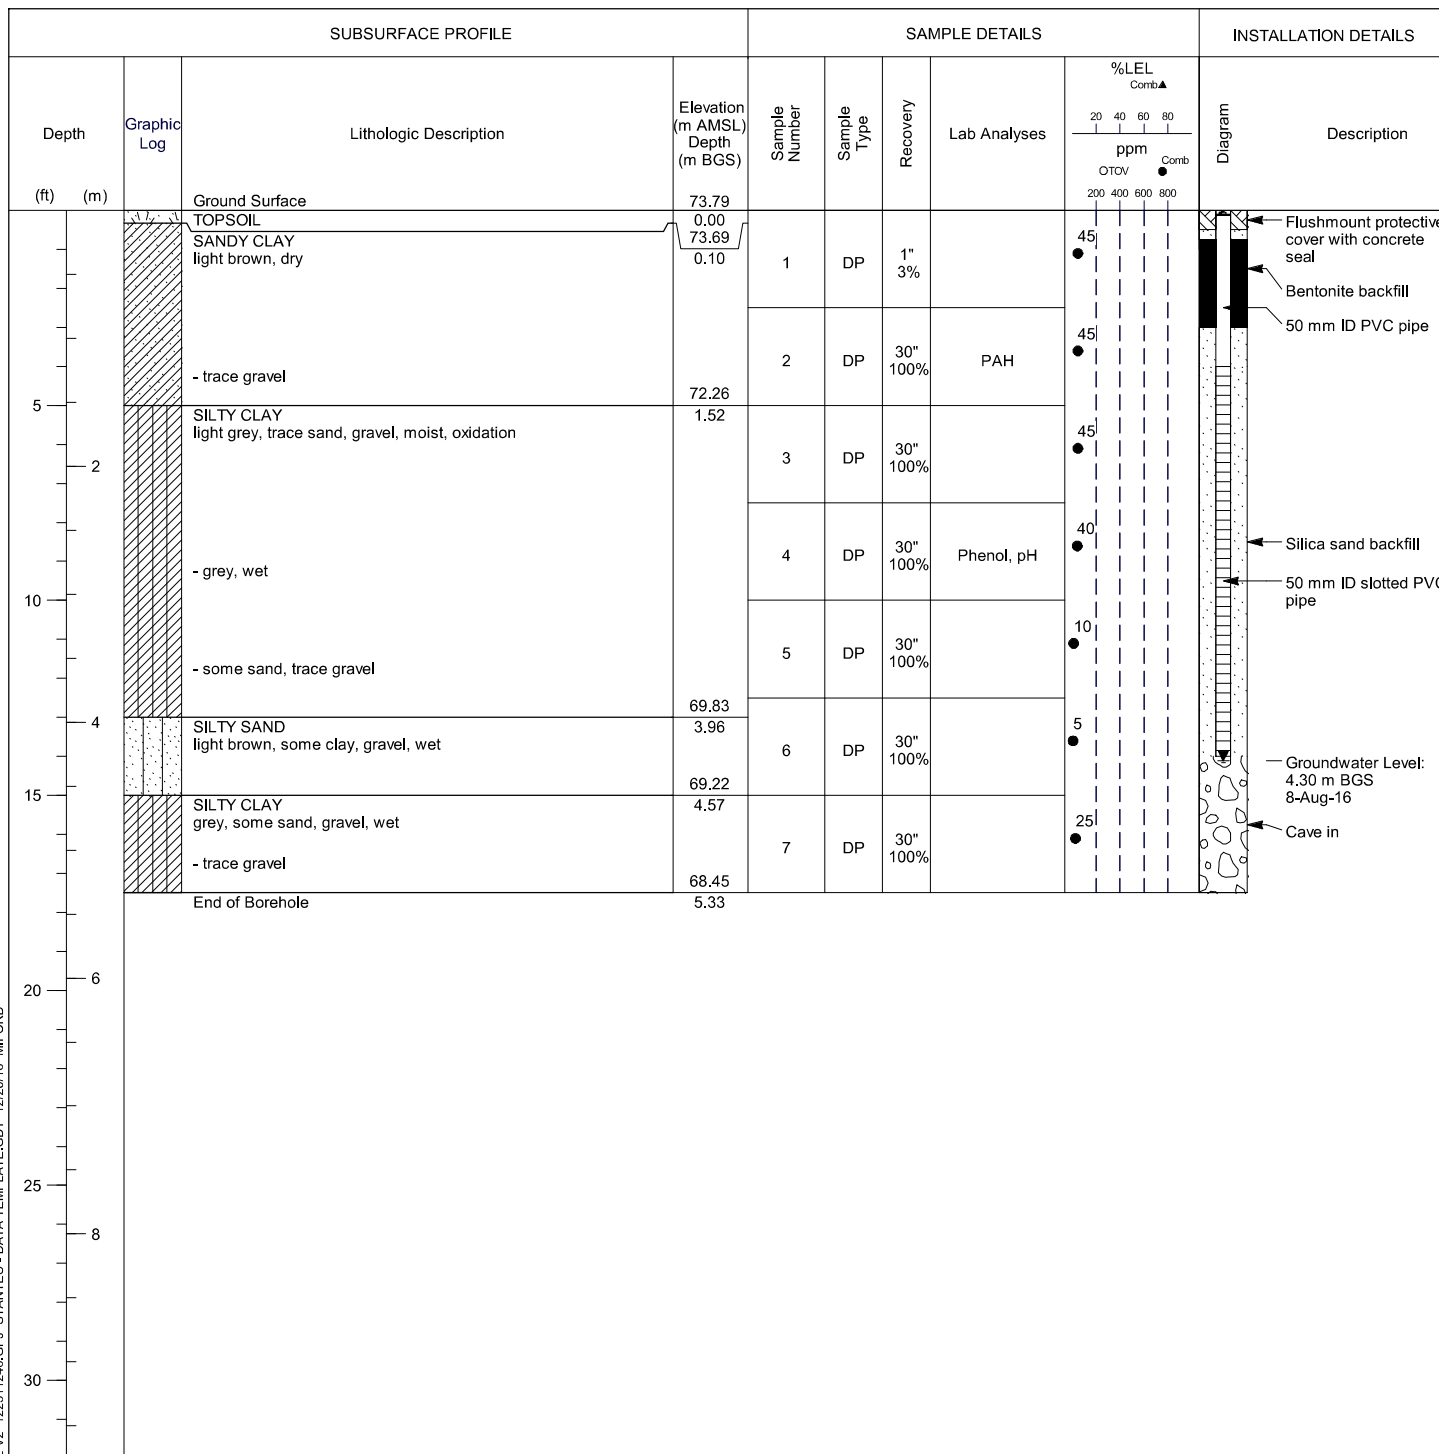 SUBSURFACE PROFILE
SAMPLE DETAILS
INSTALLATION DETAILS
Depth
(ft) (m)
Graphic
Log
Lithologic Description
Elevation
(m AMSL)
Depth
(m BGS)
Sample
Number
Sample
Type
Recovery
Lab Analyses
%LEL
Comb▲
20 40 60 80
ppm
OTOV Comb ●
200 400 600 800
Diagram
Description
Ground Surface 73.79
TOPSOIL 0.00
SANDY CLAY 73.69
light brown, dry 0.10
1 DP 1" 3% 45
Flushmount protective
cover with concrete
seal
Bentonite backfill
50 mm ID PVC pipe
2 DP 30" 100% PAH 45
- trace gravel
72.26
5
SILTY CLAY 1.52
light grey, trace sand, gravel, moist, oxidation
2
3 DP 30" 100% 45
4 DP 30" 100% Phenol, pH 40
Silica sand backfill
- grey, wet
50 mm ID slotted PVC
pipe
10
5 DP 30" 100% 10
- some sand, trace gravel
69.83
4
SILTY SAND 3.96
light brown, some clay, gravel, wet
6 DP 30" 100% 5
69.22
Groundwater Level:
4.30 m BGS
8-Aug-16
15
SILTY CLAY 4.57
grey, some sand, gravel, wet
Cave in
7 DP 30" 100% 25
- trace gravel
68.45
End of Borehole 5.33
6
20
25
8
30